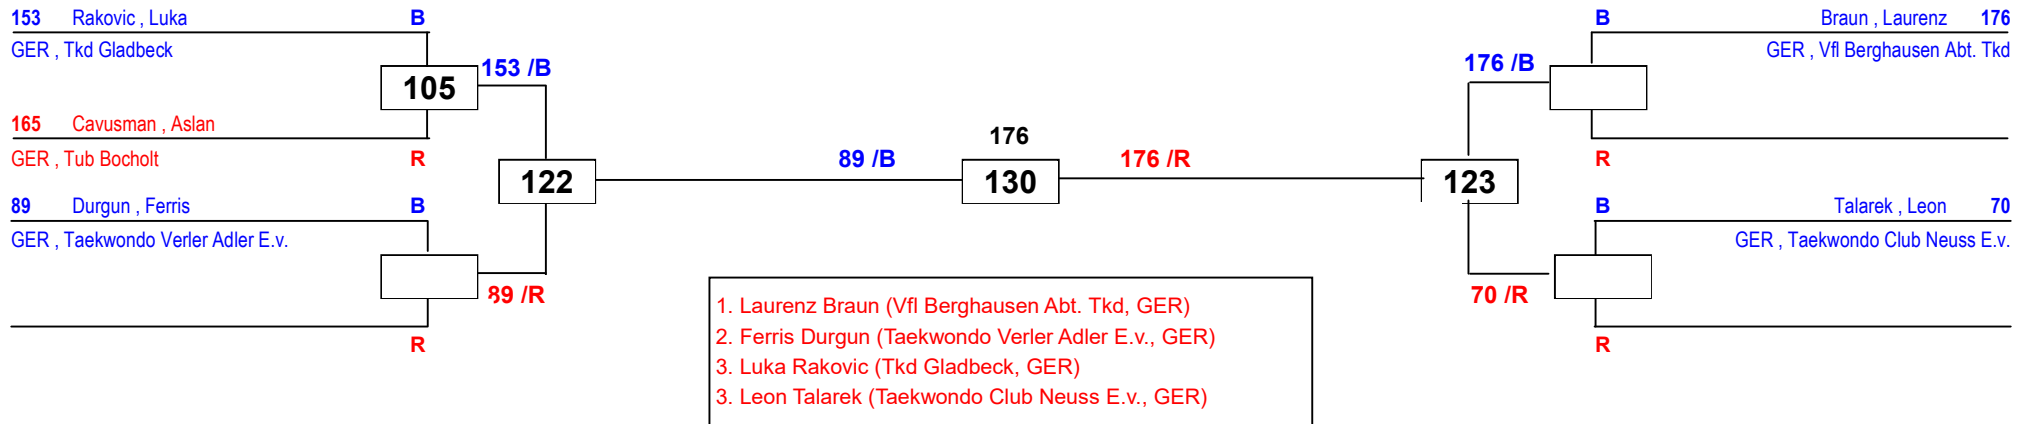 153 Rakovic , Luka B
GER , Tkd Gladbeck
105
153 /B
165 Cavusman , Aslan
GER , Tub Bocholt R
122
89 Durgun , Ferris B
GER , Taekwondo Verler Adler E.v.
89 /R
R
89 /B
176
130
176 /R
1. Laurenz Braun (Vfl Berghausen Abt. Tkd, GER)
2. Ferris Durgun (Taekwondo Verler Adler E.v., GER)
3. Luka Rakovic (Tkd Gladbeck, GER)
3. Leon Talarek (Taekwondo Club Neuss E.v., GER)
B Braun , Laurenz 176
GER , Vfl Berghausen Abt. Tkd
176 /B
R
123
B Talarek , Leon 70
GER , Taekwondo Club Neuss E.v.
70 /R
R